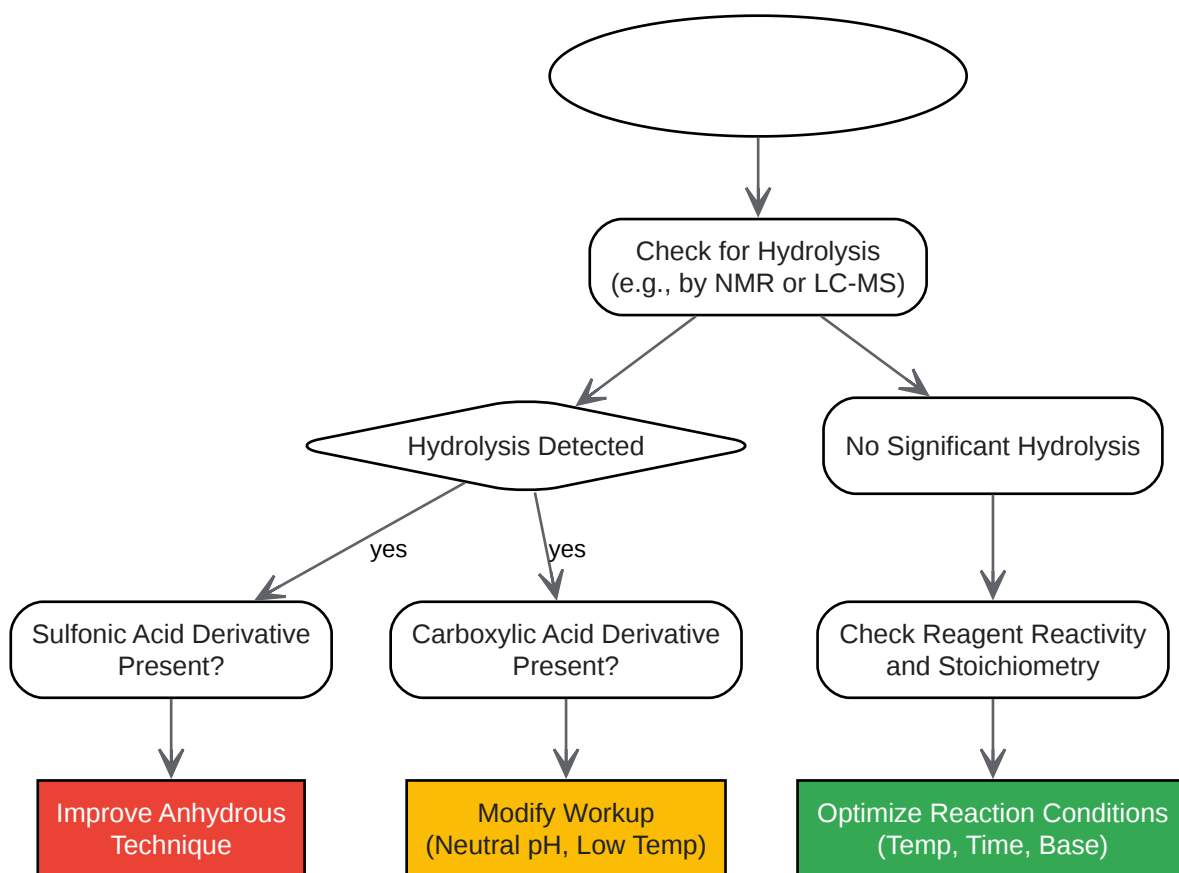 Check for Hydrolysis
(e.g., by NMR or LC-MS)
Hydrolysis Detected
No Significant Hydrolysis
yes
yes
Sulfonic Acid Derivative
Present?
Carboxylic Acid Derivative
Present?
Check Reagent Reactivity
and Stoichiometry
Improve Anhydrous
Technique
Modify Workup
(Neutral pH, Low Temp)
Optimize Reaction Conditions
(Temp, Time, Base)